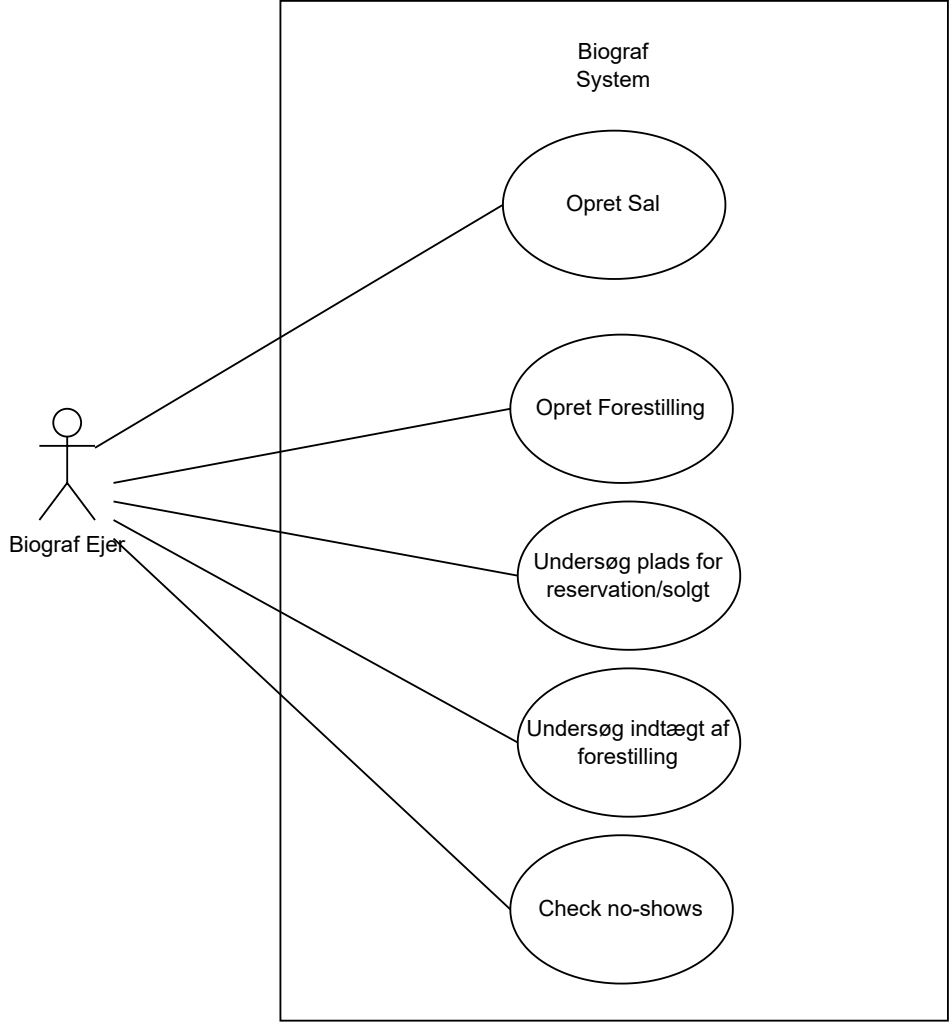 Biograf
System
Opret Sal
Opret Forestilling
Biograf Ejer
Undersøg plads for
reservation/solgt
Undersøg indtægt af
forestilling
Check no-shows